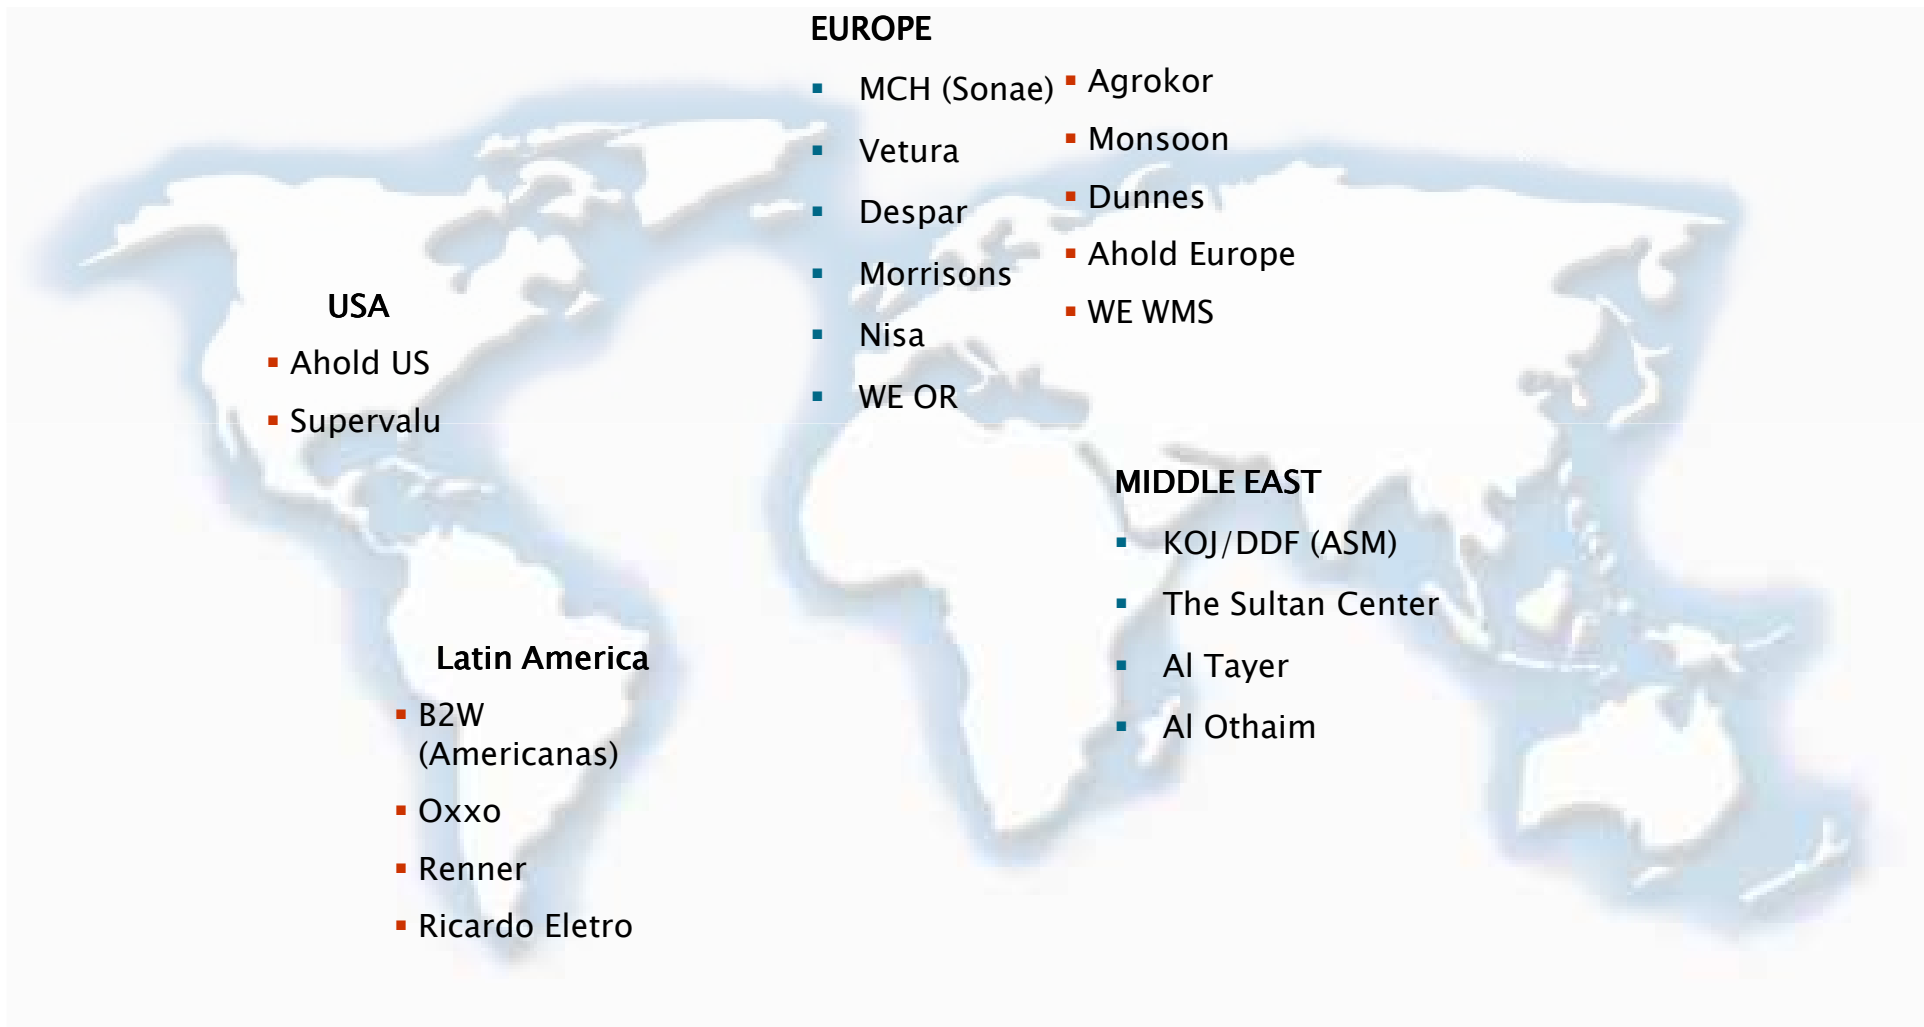 EUROPE
MCH (Sonae)
Vetura
Despar
Morrisons
Nisa
WE OR
Agrokor
Monsoon
Dunnes
Ahold Europe
WE WMS
USA
Ahold US
Supervalu
MIDDLE EAST
KOJ/DDF (ASM)
The Sultan Center
Al Tayer
Al Othaim
Latin America
B2W
(Americanas)
Oxxo
Renner
Ricardo Eletro